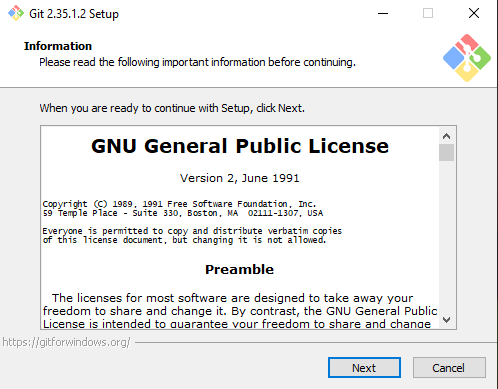 Git 2.35.1.2 Setup
Information
Please read the following important information before continuing.
When you are ready to continue with Setup, click Next.
GNU General Public License
Version 2, June 1991
Copyright (C) 1989, 1991 Free Software Foundation, Inc.
59 Temple Place - Suite 330, Boston, MA  02111-1307, USA
Everyone is permitted to copy and distribute verbatim copies
of this license document, but changing it is not allowed.
Preamble
The licenses for most software are designed to take away your
freedom to share and change it. By contrast, the GNU General Public
License is intended to guarantee your freedom to share and change
https://gitforwindows.org/
Next
Cancel